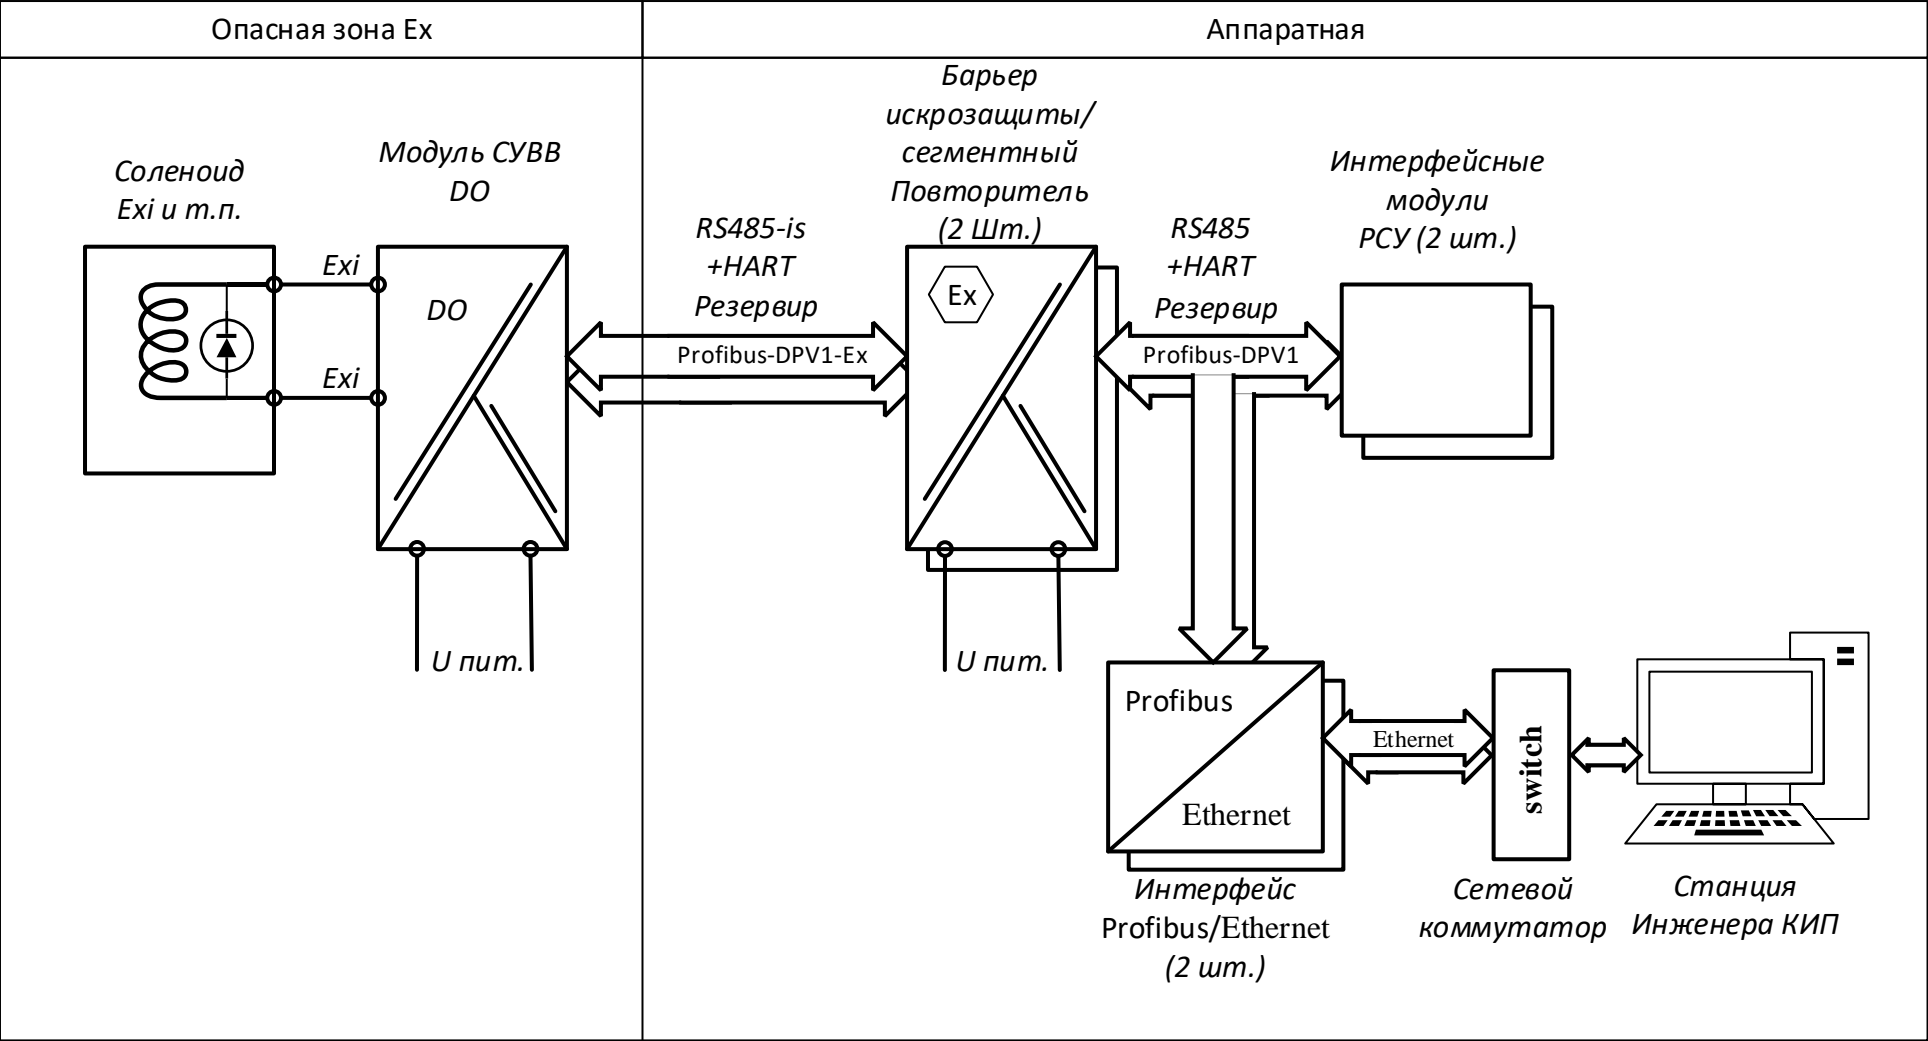 Опасная зона Ex
Аппаратная
Соленоид
Exi и т.п.
Exi
Exi
Модуль СУВВ
DO
DO
U пит.
RS485-is
+HART
Резервир
Profibus-DPV1-Ex
Барьер
искрозащиты/
сегментный
Повторитель
(2 Шт.)
Ex
U пит.
RS485
+HART
Резервир
Profibus-DPV1
Интерфейсные
модули
РСУ (2 шт.)
Profibus
Ethernet
Интерфейс
Profibus/Ethernet
(2 шт.)
Ethernet
switch
Сетевой
коммутатор
Станция
Инженера КИП